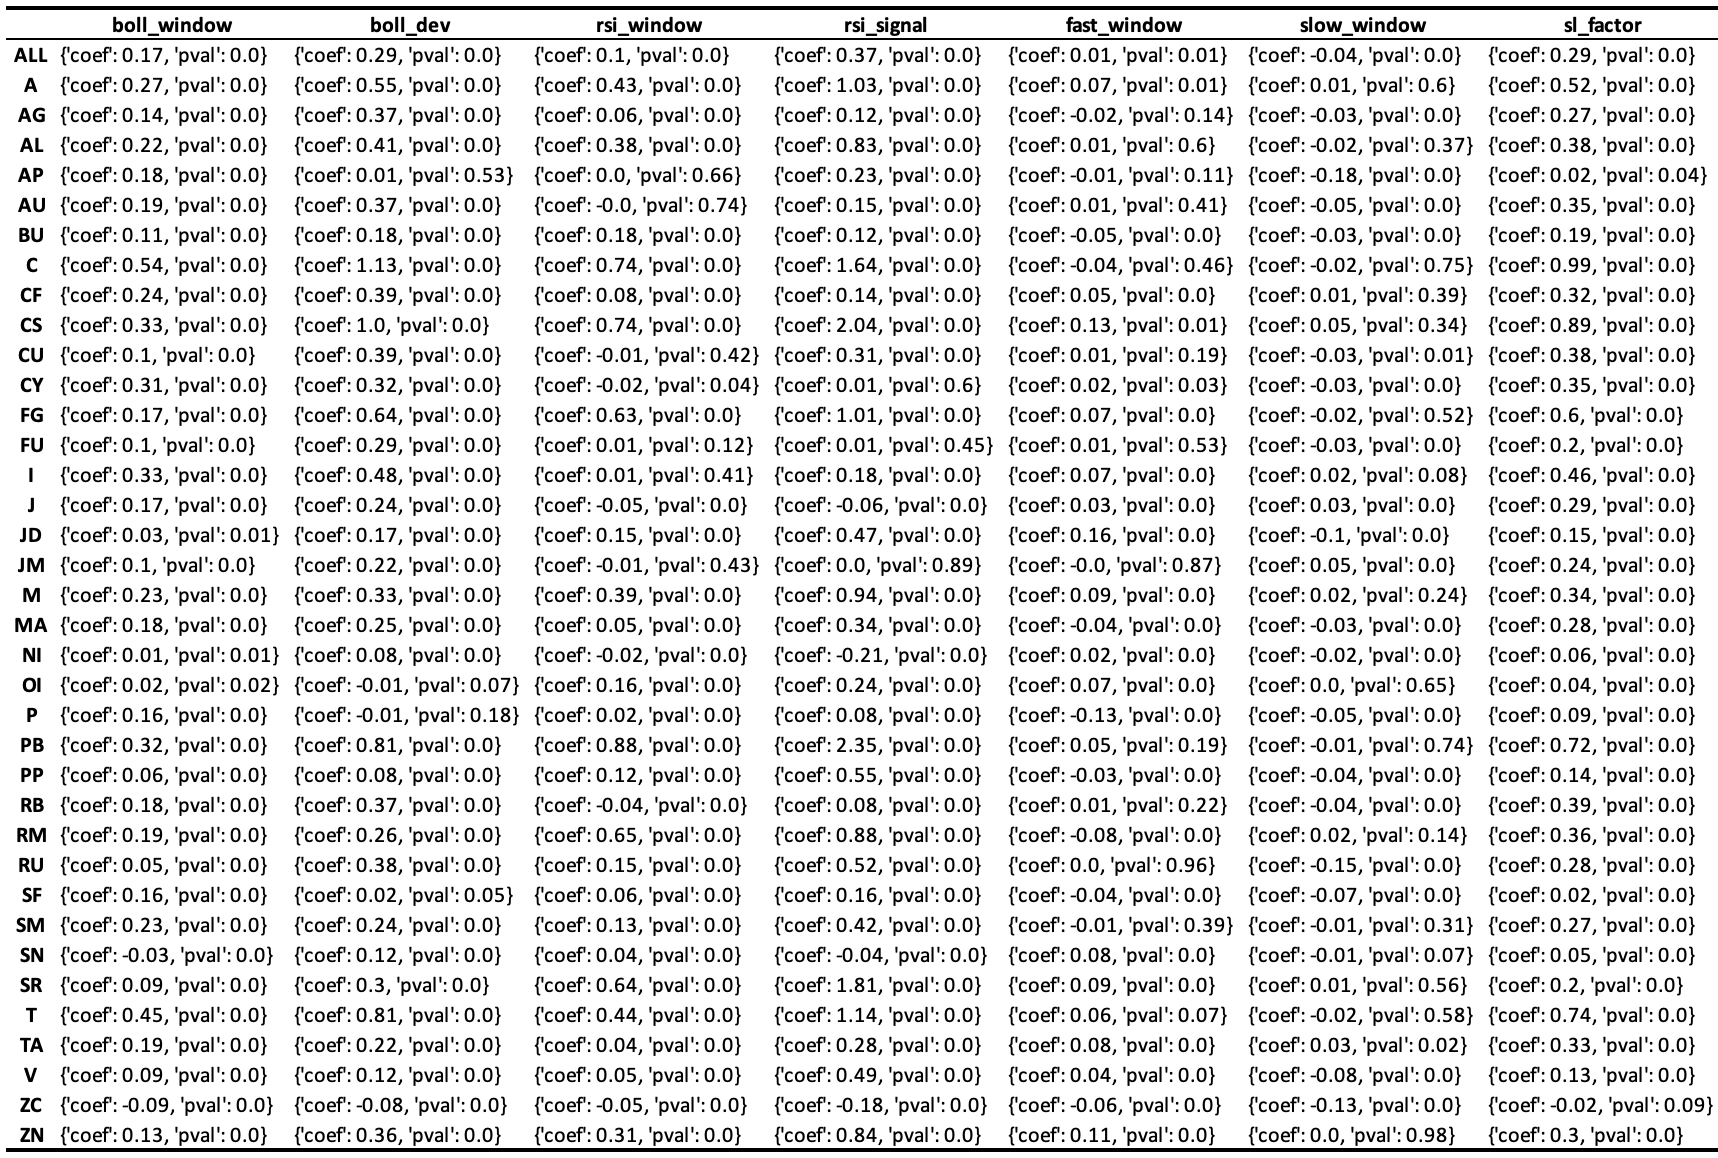 boll_window boll_dev rsi_window rsi_signal fast_window slow_window sl_factor
ALL {'coef': 0.17, 'pval': 0.0} {'coef': 0.29, 'pval': 0.0} {'coef': 0.1, 'pval': 0.0} {'coef': 0.37, 'pval': 0.0} {'coef': 0.01, 'pval': 0.01} {'coef': -0.04, 'pval': 0.0} {'coef': 0.29, 'pval': 0.0}
A {'coef': 0.27, 'pval': 0.0} {'coef': 0.55, 'pval': 0.0} {'coef': 0.43, 'pval': 0.0} {'coef': 1.03, 'pval': 0.0} {'coef': 0.07, 'pval': 0.01} {'coef': 0.01, 'pval': 0.6} {'coef': 0.52, 'pval': 0.0}
AG {'coef': 0.14, 'pval': 0.0} {'coef': 0.37, 'pval': 0.0} {'coef': 0.06, 'pval': 0.0} {'coef': 0.12, 'pval': 0.0} {'coef': -0.02, 'pval': 0.14} {'coef': -0.03, 'pval': 0.0} {'coef': 0.27, 'pval': 0.0}
AL {'coef': 0.22, 'pval': 0.0} {'coef': 0.41, 'pval': 0.0} {'coef': 0.38, 'pval': 0.0} {'coef': 0.83, 'pval': 0.0} {'coef': 0.01, 'pval': 0.6} {'coef': -0.02, 'pval': 0.37} {'coef': 0.38, 'pval': 0.0}
AP {'coef': 0.18, 'pval': 0.0} {'coef': 0.01, 'pval': 0.53} {'coef': 0.0, 'pval': 0.66} {'coef': 0.23, 'pval': 0.0} {'coef': -0.01, 'pval': 0.11} {'coef': -0.18, 'pval': 0.0} {'coef': 0.02, 'pval': 0.04}
AU {'coef': 0.19, 'pval': 0.0} {'coef': 0.37, 'pval': 0.0} {'coef': -0.0, 'pval': 0.74} {'coef': 0.15, 'pval': 0.0} {'coef': 0.01, 'pval': 0.41} {'coef': -0.05, 'pval': 0.0} {'coef': 0.35, 'pval': 0.0}
BU {'coef': 0.11, 'pval': 0.0} {'coef': 0.18, 'pval': 0.0} {'coef': 0.18, 'pval': 0.0} {'coef': 0.12, 'pval': 0.0} {'coef': -0.05, 'pval': 0.0} {'coef': -0.03, 'pval': 0.0} {'coef': 0.19, 'pval': 0.0}
C {'coef': 0.54, 'pval': 0.0} {'coef': 1.13, 'pval': 0.0} {'coef': 0.74, 'pval': 0.0} {'coef': 1.64, 'pval': 0.0} {'coef': -0.04, 'pval': 0.46} {'coef': -0.02, 'pval': 0.75} {'coef': 0.99, 'pval': 0.0}
CF {'coef': 0.24, 'pval': 0.0} {'coef': 0.39, 'pval': 0.0} {'coef': 0.08, 'pval': 0.0} {'coef': 0.14, 'pval': 0.0} {'coef': 0.05, 'pval': 0.0} {'coef': 0.01, 'pval': 0.39} {'coef': 0.32, 'pval': 0.0}
CS {'coef': 0.33, 'pval': 0.0} {'coef': 1.0, 'pval': 0.0} {'coef': 0.74, 'pval': 0.0} {'coef': 2.04, 'pval': 0.0} {'coef': 0.13, 'pval': 0.01} {'coef': 0.05, 'pval': 0.34} {'coef': 0.89, 'pval': 0.0}
CU {'coef': 0.1, 'pval': 0.0} {'coef': 0.39, 'pval': 0.0} {'coef': -0.01, 'pval': 0.42} {'coef': 0.31, 'pval': 0.0} {'coef': 0.01, 'pval': 0.19} {'coef': -0.03, 'pval': 0.01} {'coef': 0.38, 'pval': 0.0}
CY {'coef': 0.31, 'pval': 0.0} {'coef': 0.32, 'pval': 0.0} {'coef': -0.02, 'pval': 0.04} {'coef': 0.01, 'pval': 0.6} {'coef': 0.02, 'pval': 0.03} {'coef': -0.03, 'pval': 0.0} {'coef': 0.35, 'pval': 0.0}
FG {'coef': 0.17, 'pval': 0.0} {'coef': 0.64, 'pval': 0.0} {'coef': 0.63, 'pval': 0.0} {'coef': 1.01, 'pval': 0.0} {'coef': 0.07, 'pval': 0.0} {'coef': -0.02, 'pval': 0.52} {'coef': 0.6, 'pval': 0.0}
FU {'coef': 0.1, 'pval': 0.0} {'coef': 0.29, 'pval': 0.0} {'coef': 0.01, 'pval': 0.12} {'coef': 0.01, 'pval': 0.45} {'coef': 0.01, 'pval': 0.53} {'coef': -0.03, 'pval': 0.0} {'coef': 0.2, 'pval': 0.0}
I {'coef': 0.33, 'pval': 0.0} {'coef': 0.48, 'pval': 0.0} {'coef': 0.01, 'pval': 0.41} {'coef': 0.18, 'pval': 0.0} {'coef': 0.07, 'pval': 0.0} {'coef': 0.02, 'pval': 0.08} {'coef': 0.46, 'pval': 0.0}
J {'coef': 0.17, 'pval': 0.0} {'coef': 0.24, 'pval': 0.0} {'coef': -0.05, 'pval': 0.0} {'coef': -0.06, 'pval': 0.0} {'coef': 0.03, 'pval': 0.0} {'coef': 0.03, 'pval': 0.0} {'coef': 0.29, 'pval': 0.0}
JD {'coef': 0.03, 'pval': 0.01} {'coef': 0.17, 'pval': 0.0} {'coef': 0.15, 'pval': 0.0} {'coef': 0.47, 'pval': 0.0} {'coef': 0.16, 'pval': 0.0} {'coef': -0.1, 'pval': 0.0} {'coef': 0.15, 'pval': 0.0}
JM {'coef': 0.1, 'pval': 0.0} {'coef': 0.22, 'pval': 0.0} {'coef': -0.01, 'pval': 0.43} {'coef': 0.0, 'pval': 0.89} {'coef': -0.0, 'pval': 0.87} {'coef': 0.05, 'pval': 0.0} {'coef': 0.24, 'pval': 0.0}
M {'coef': 0.23, 'pval': 0.0} {'coef': 0.33, 'pval': 0.0} {'coef': 0.39, 'pval': 0.0} {'coef': 0.94, 'pval': 0.0} {'coef': 0.09, 'pval': 0.0} {'coef': 0.02, 'pval': 0.24} {'coef': 0.34, 'pval': 0.0}
MA {'coef': 0.18, 'pval': 0.0} {'coef': 0.25, 'pval': 0.0} {'coef': 0.05, 'pval': 0.0} {'coef': 0.34, 'pval': 0.0} {'coef': -0.04, 'pval': 0.0} {'coef': -0.03, 'pval': 0.0} {'coef': 0.28, 'pval': 0.0}
NI {'coef': 0.01, 'pval': 0.01} {'coef': 0.08, 'pval': 0.0} {'coef': -0.02, 'pval': 0.0} {'coef': -0.21, 'pval': 0.0} {'coef': 0.02, 'pval': 0.0} {'coef': -0.02, 'pval': 0.0} {'coef': 0.06, 'pval': 0.0}
OI {'coef': 0.02, 'pval': 0.02} {'coef': -0.01, 'pval': 0.07} {'coef': 0.16, 'pval': 0.0} {'coef': 0.24, 'pval': 0.0} {'coef': 0.07, 'pval': 0.0} {'coef': 0.0, 'pval': 0.65} {'coef': 0.04, 'pval': 0.0}
P {'coef': 0.16, 'pval': 0.0} {'coef': -0.01, 'pval': 0.18} {'coef': 0.02, 'pval': 0.0} {'coef': 0.08, 'pval': 0.0} {'coef': -0.13, 'pval': 0.0} {'coef': -0.05, 'pval': 0.0} {'coef': 0.09, 'pval': 0.0}
PB {'coef': 0.32, 'pval': 0.0} {'coef': 0.81, 'pval': 0.0} {'coef': 0.88, 'pval': 0.0} {'coef': 2.35, 'pval': 0.0} {'coef': 0.05, 'pval': 0.19} {'coef': -0.01, 'pval': 0.74} {'coef': 0.72, 'pval': 0.0}
PP {'coef': 0.06, 'pval': 0.0} {'coef': 0.08, 'pval': 0.0} {'coef': 0.12, 'pval': 0.0} {'coef': 0.55, 'pval': 0.0} {'coef': -0.03, 'pval': 0.0} {'coef': -0.04, 'pval': 0.0} {'coef': 0.14, 'pval': 0.0}
RB {'coef': 0.18, 'pval': 0.0} {'coef': 0.37, 'pval': 0.0} {'coef': -0.04, 'pval': 0.0} {'coef': 0.08, 'pval': 0.0} {'coef': 0.01, 'pval': 0.22} {'coef': -0.04, 'pval': 0.0} {'coef': 0.39, 'pval': 0.0}
RM {'coef': 0.19, 'pval': 0.0} {'coef': 0.26, 'pval': 0.0} {'coef': 0.65, 'pval': 0.0} {'coef': 0.88, 'pval': 0.0} {'coef': -0.08, 'pval': 0.0} {'coef': 0.02, 'pval': 0.14} {'coef': 0.36, 'pval': 0.0}
RU {'coef': 0.05, 'pval': 0.0} {'coef': 0.38, 'pval': 0.0} {'coef': 0.15, 'pval': 0.0} {'coef': 0.52, 'pval': 0.0} {'coef': 0.0, 'pval': 0.96} {'coef': -0.15, 'pval': 0.0} {'coef': 0.28, 'pval': 0.0}
SF {'coef': 0.16, 'pval': 0.0} {'coef': 0.02, 'pval': 0.05} {'coef': 0.06, 'pval': 0.0} {'coef': 0.16, 'pval': 0.0} {'coef': -0.04, 'pval': 0.0} {'coef': -0.07, 'pval': 0.0} {'coef': 0.02, 'pval': 0.0}
SM {'coef': 0.23, 'pval': 0.0} {'coef': 0.24, 'pval': 0.0} {'coef': 0.13, 'pval': 0.0} {'coef': 0.42, 'pval': 0.0} {'coef': -0.01, 'pval': 0.39} {'coef': -0.01, 'pval': 0.31} {'coef': 0.27, 'pval': 0.0}
SN {'coef': -0.03, 'pval': 0.0} {'coef': 0.12, 'pval': 0.0} {'coef': 0.04, 'pval': 0.0} {'coef': -0.04, 'pval': 0.0} {'coef': 0.08, 'pval': 0.0} {'coef': -0.01, 'pval': 0.07} {'coef': 0.05, 'pval': 0.0}
SR {'coef': 0.09, 'pval': 0.0} {'coef': 0.3, 'pval': 0.0} {'coef': 0.64, 'pval': 0.0} {'coef': 1.81, 'pval': 0.0} {'coef': 0.09, 'pval': 0.0} {'coef': 0.01, 'pval': 0.56} {'coef': 0.2, 'pval': 0.0}
T {'coef': 0.45, 'pval': 0.0} {'coef': 0.81, 'pval': 0.0} {'coef': 0.44, 'pval': 0.0} {'coef': 1.14, 'pval': 0.0} {'coef': 0.06, 'pval': 0.07} {'coef': -0.02, 'pval': 0.58} {'coef': 0.74, 'pval': 0.0}
TA {'coef': 0.19, 'pval': 0.0} {'coef': 0.22, 'pval': 0.0} {'coef': 0.04, 'pval': 0.0} {'coef': 0.28, 'pval': 0.0} {'coef': 0.08, 'pval': 0.0} {'coef': 0.03, 'pval': 0.02} {'coef': 0.33, 'pval': 0.0}
V {'coef': 0.09, 'pval': 0.0} {'coef': 0.12, 'pval': 0.0} {'coef': 0.05, 'pval': 0.0} {'coef': 0.49, 'pval': 0.0} {'coef': 0.04, 'pval': 0.0} {'coef': -0.08, 'pval': 0.0} {'coef': 0.13, 'pval': 0.0}
ZC {'coef': -0.09, 'pval': 0.0} {'coef': -0.08, 'pval': 0.0} {'coef': -0.05, 'pval': 0.0} {'coef': -0.18, 'pval': 0.0} {'coef': -0.06, 'pval': 0.0} {'coef': -0.13, 'pval': 0.0} {'coef': -0.02, 'pval': 0.09}
ZN {'coef': 0.13, 'pval': 0.0} {'coef': 0.36, 'pval': 0.0} {'coef': 0.31, 'pval': 0.0} {'coef': 0.84, 'pval': 0.0} {'coef': 0.11, 'pval': 0.0} {'coef': 0.0, 'pval': 0.98} {'coef': 0.3, 'pval': 0.0}